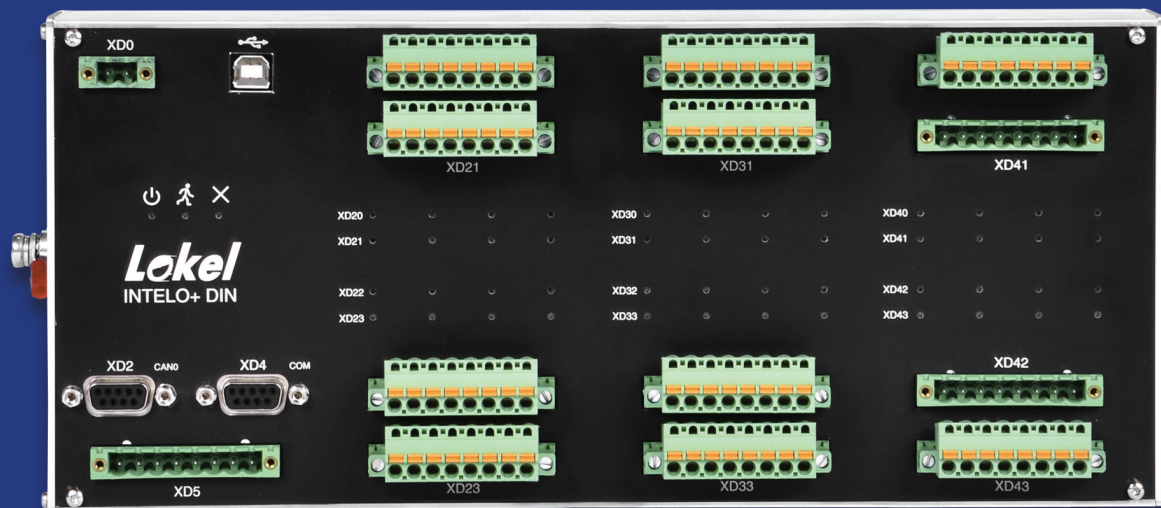 XD0
XD21
XD31
XD41
XD20
XD21
XD22
XD23
XD30
XD31
XD32
XD33
XD40
XD41
XD42
XD43
Lokel
INTELO+ DIN
XD2 CAN0 XD4 COM
XD42
XD5
XD23
XD33
XD43